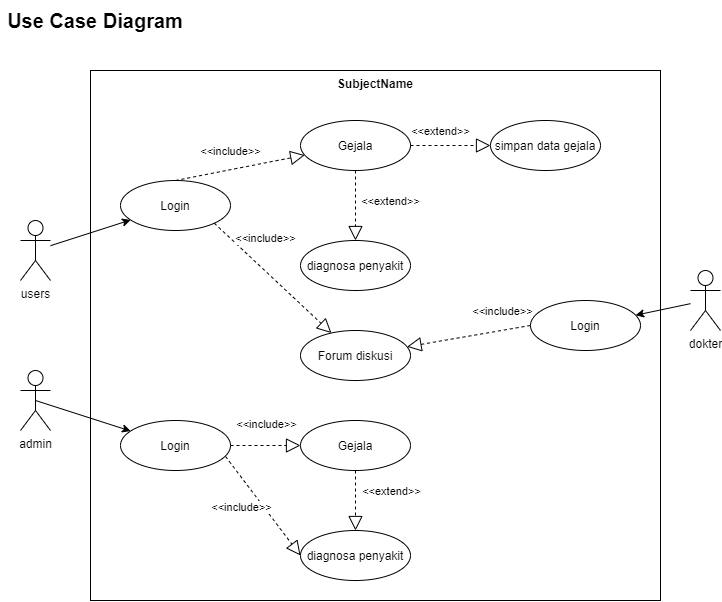 Use Case Diagram
SubjectName
<<extend>>
Gejala
simpan data gejala
<<include>>
<<extend>>
Login
<<include>>
diagnosa penyakit
users
<<include>>
Login
Forum diskusi
dokter
<<include>>
admin
Login
Gejala
<<extend>>
<<include>>
diagnosa penyakit